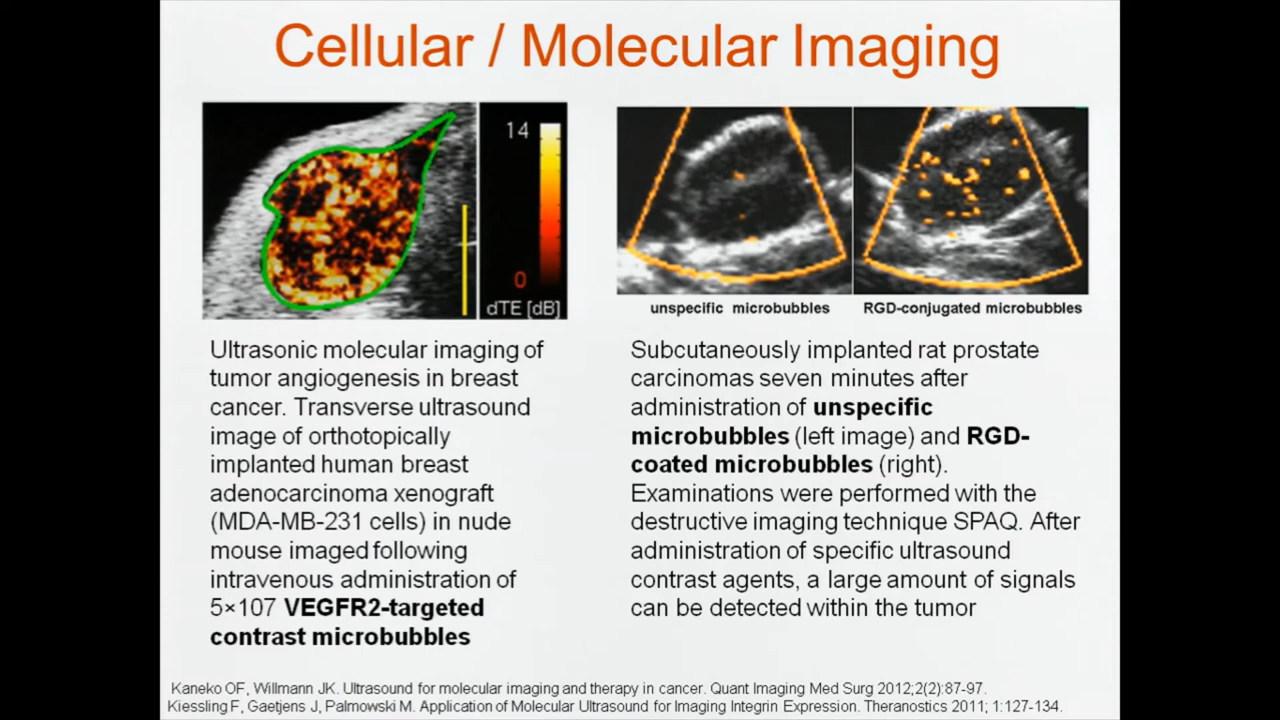 Cellular / Molecular Imaging
14
0
dTE [dB]
unspecific microbubbles
RGD-conjugated microbubbles
Ultrasonic molecular imaging of
tumor angiogenesis in breast
cancer. Transverse ultrasound
image of orthotopically
implanted human breast
adenocarcinoma xenograft
(MDA-MB-231 cells) in nude
mouse imaged following
intravenous administration of
5×107 VEGFR2-targeted
contrast microbubbles
Subcutaneously implanted rat prostate
carcinomas seven minutes after
administration of unspecific
microbubbles (left image) and RGD-
coated microbubbles (right).
Examinations were performed with the
destructive imaging technique SPAQ. After
administration of specific ultrasound
contrast agents, a large amount of signals
can be detected within the tumor
Kaneko OF, Willmann JK. Ultrasound for molecular imaging and therapy in cancer. Quant Imaging Med Surg 2012;2(2):87-97.
Kiessling F, Gaetjens J, Palmowski M. Application of Molecular Ultrasound for Imaging Integrin Expression. Theranostics 2011; 1:127-134.